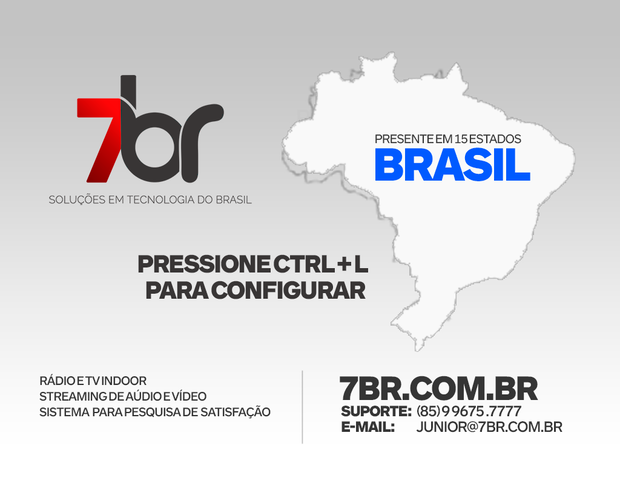 7br
SOLUÇÕES EM TECNOLOGIA DO BRASIL
PRESENTE EM 15 ESTADOS
BRASIL
PRESSIONE CTRL + L
PARA CONFIGURAR
RÁDIO E TV INDOOR
STREAMING DE AÚDIO E VÍDEO
SISTEMA PARA PESQUISA DE SATISFAÇÃO
7BR.COM.BR
SUPORTE: (85) 9 9675 .7777
E-MAIL: JUNIOR@7BR.COM.BR